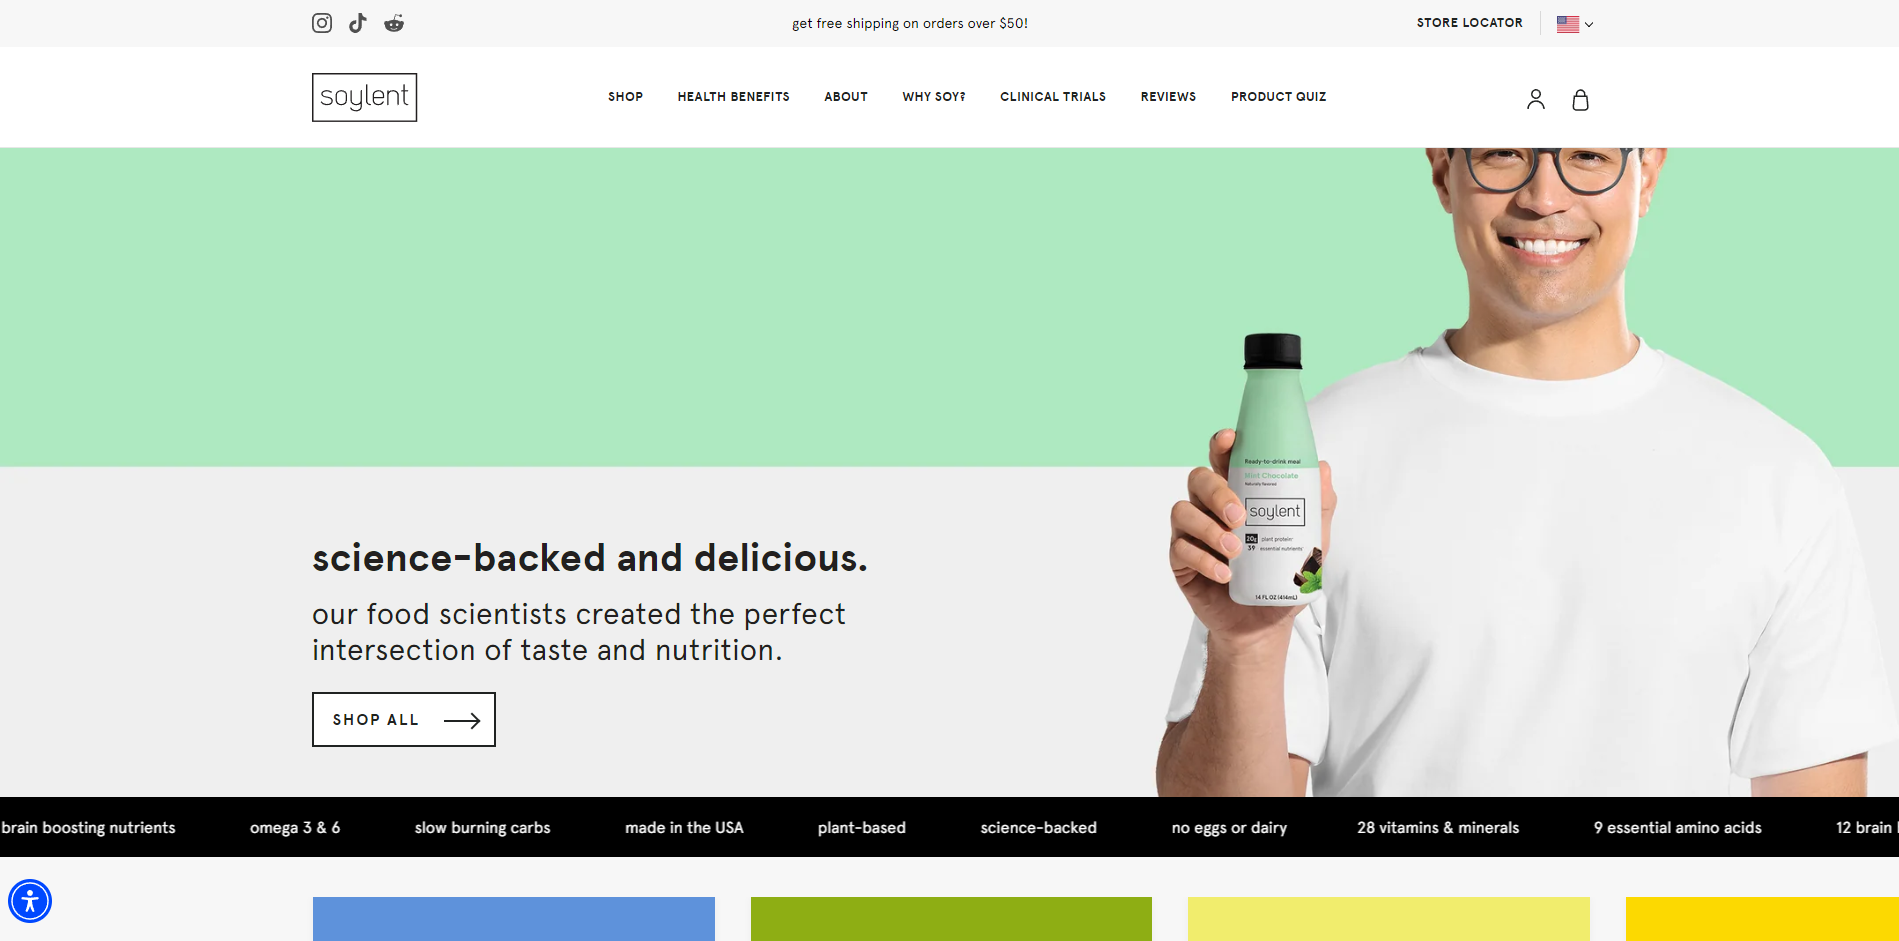 get free shipping on orders over $50!
STORE LOCATOR
soylent
SHOP
HEALTH BENEFITS
ABOUT
WHY SOY?
CLINICAL TRIALS
REVIEWS
PRODUCT QUIZ
Ready-to-drink meal
Mint Chocolate
Naturally flavored
soylent
20g plant protein*
39 essential nutrients*
14 FL OZ (414mL)
science-backed and delicious.
our food scientists created the perfect
intersection of taste and nutrition.
SHOP ALL
brain boosting nutrients
omega 3 & 6
slow burning carbs
made in the USA
plant-based
science-backed
no eggs or dairy
28 vitamins & minerals
9 essential amino acids
12 brain